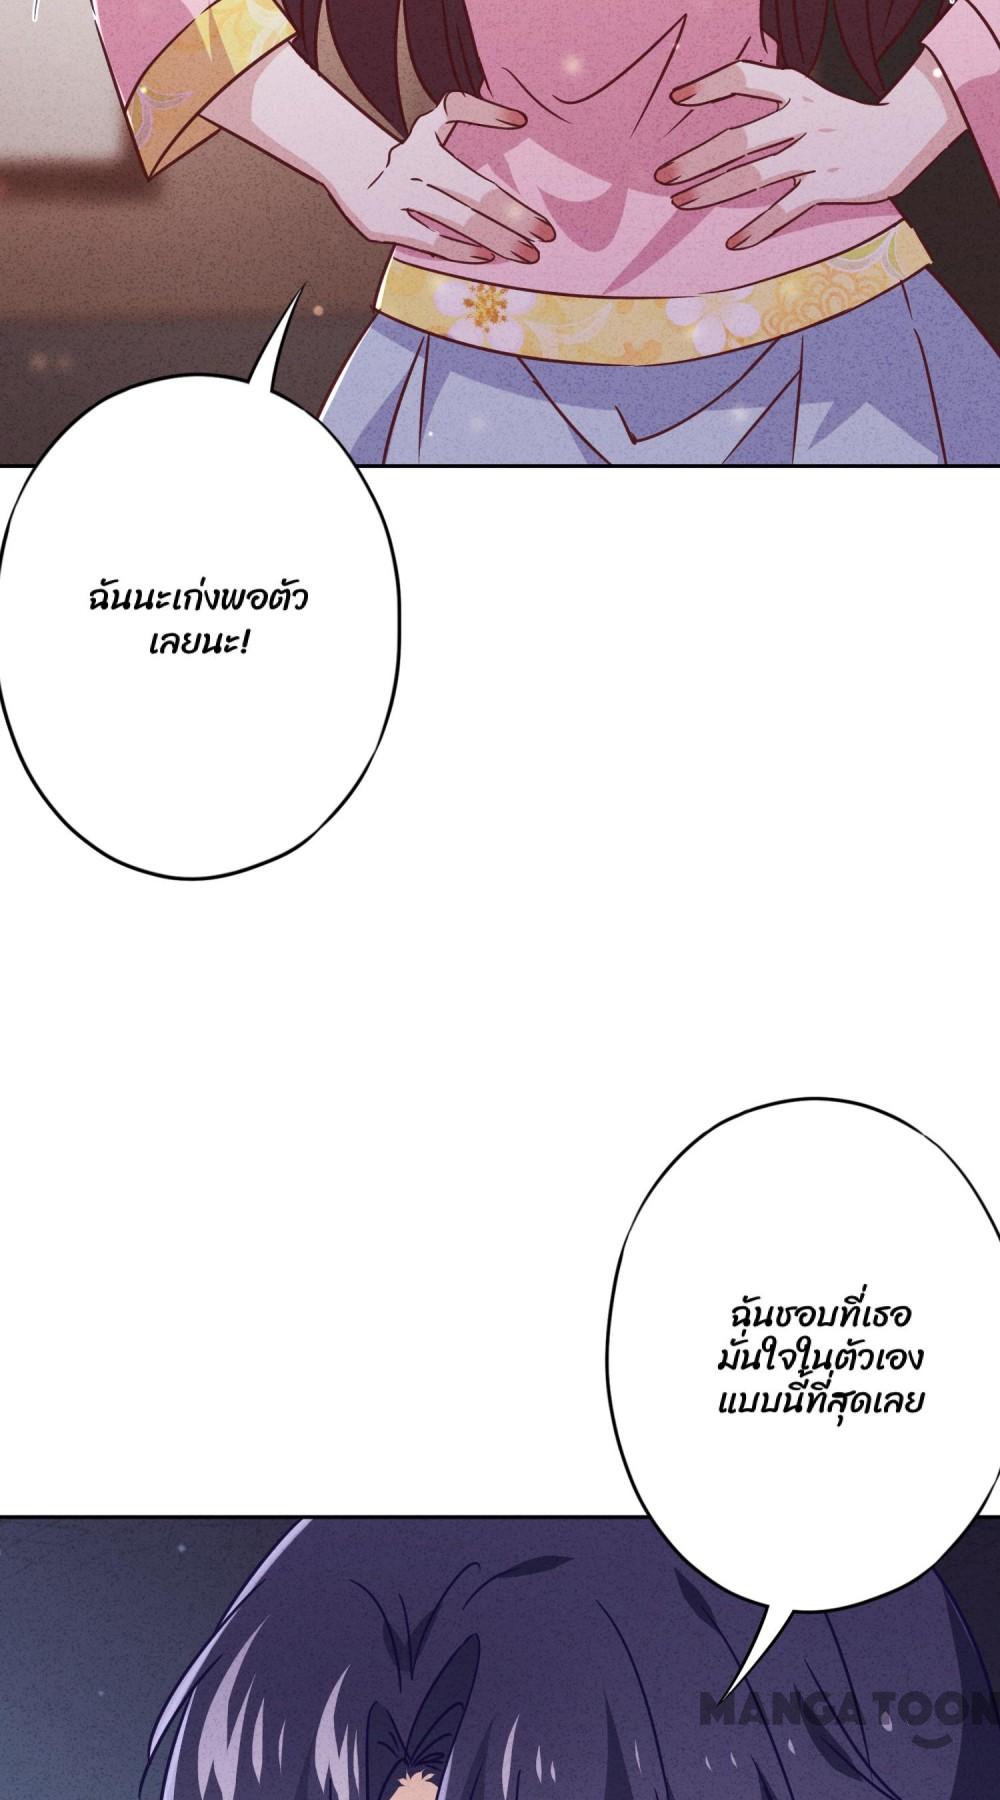 ฉันนะเก่งพอตัว
เลยนะ!
ฉันชอบที่เธอ
มั่นใจในตัวเอง
แบบนี้ที่สุดเลย
MANGATOON